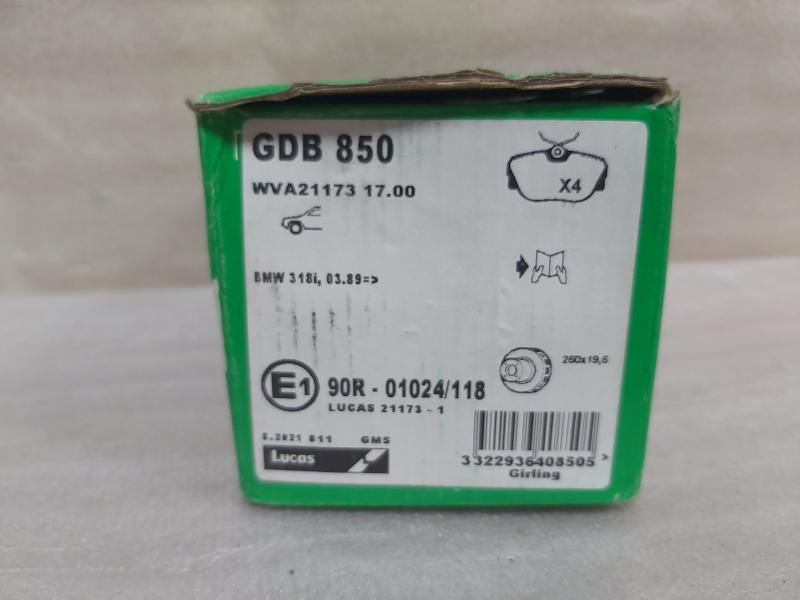 GDB 850
WVA21173 17.00
X4
BMW 318i, 03.89=>
260x19,6
E1
90R - 01024/118
LUCAS 21173 - 1
GMS
Lucas
3322936408505 >
Girling